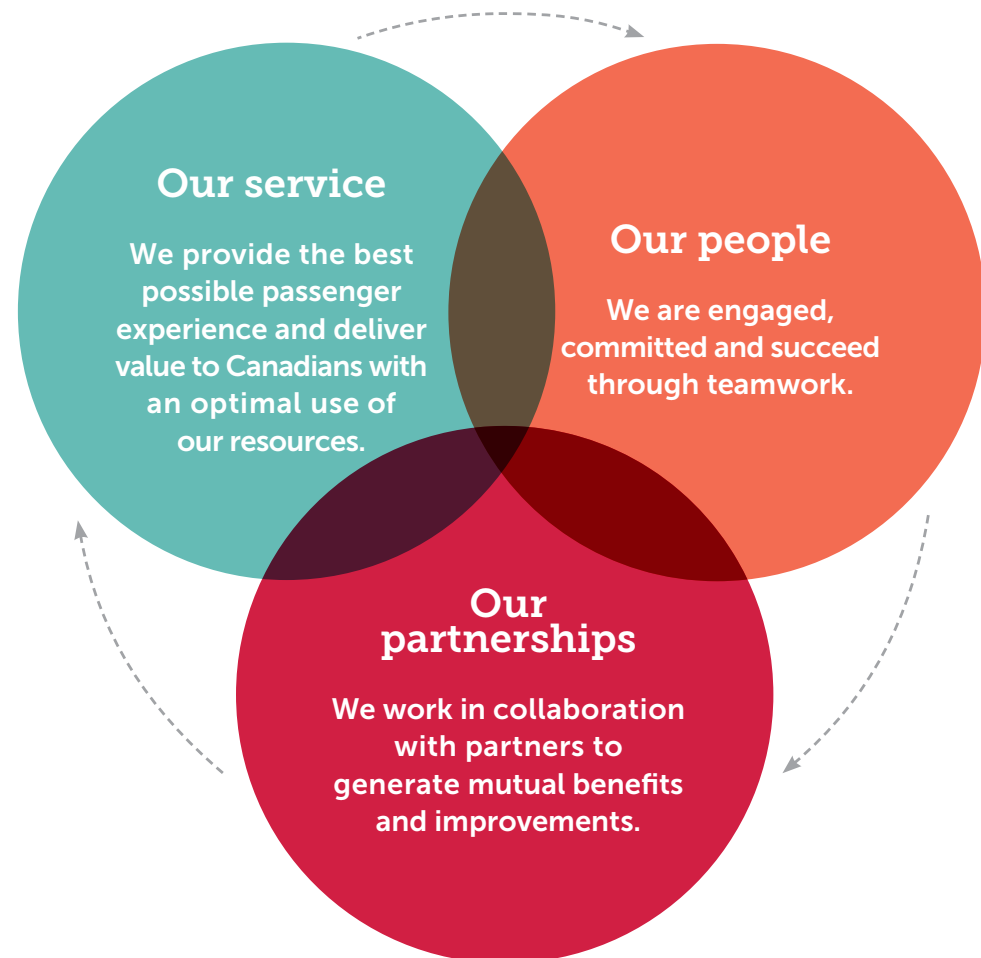 Our service
We provide the best
possible passenger
experience and deliver
value to Canadians with
an optimal use of
our resources.
Our people
We are engaged,
committed and succeed
through teamwork.
Our
partnerships
We work in collaboration
with partners to
generate mutual benefits
and improvements.